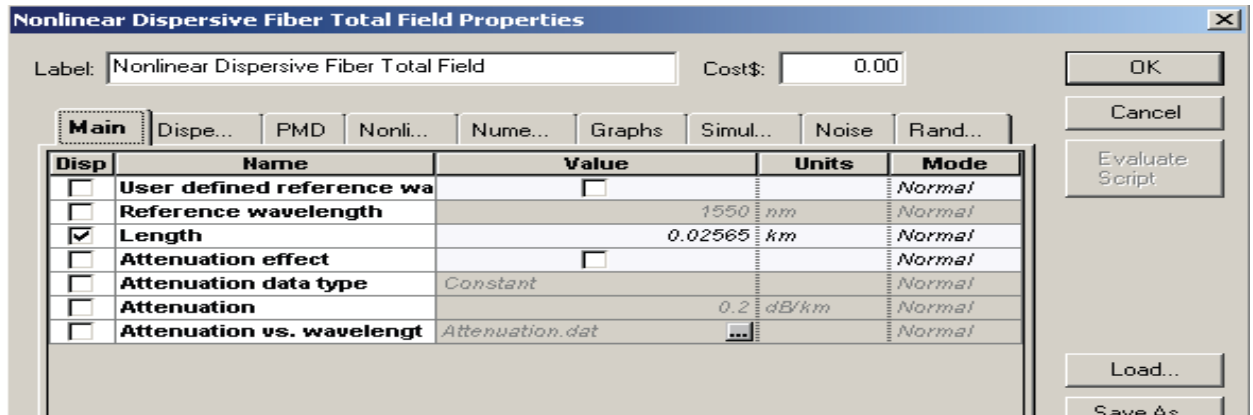 Nonlinear Dispersive Fiber Total Field Properties
Label: Nonlinear Dispersive Fiber Total Field Cost$: 0.00
OK
Cancel
Evaluate Script
Main Dispe... PMD Nonli... Nume... Graphs Simul... Noise Rand...
Disp Name Value Units Mode
User defined reference wa Normal
Reference wavelength 1550 nm Normal
Length 0.02565 km Normal
Attenuation effect Normal
Attenuation data type Constant Normal
Attenuation 0.2 dB/km Normal
Attenuation vs. wavelengt Attenuation.dat ... Normal
Load...
Save As...